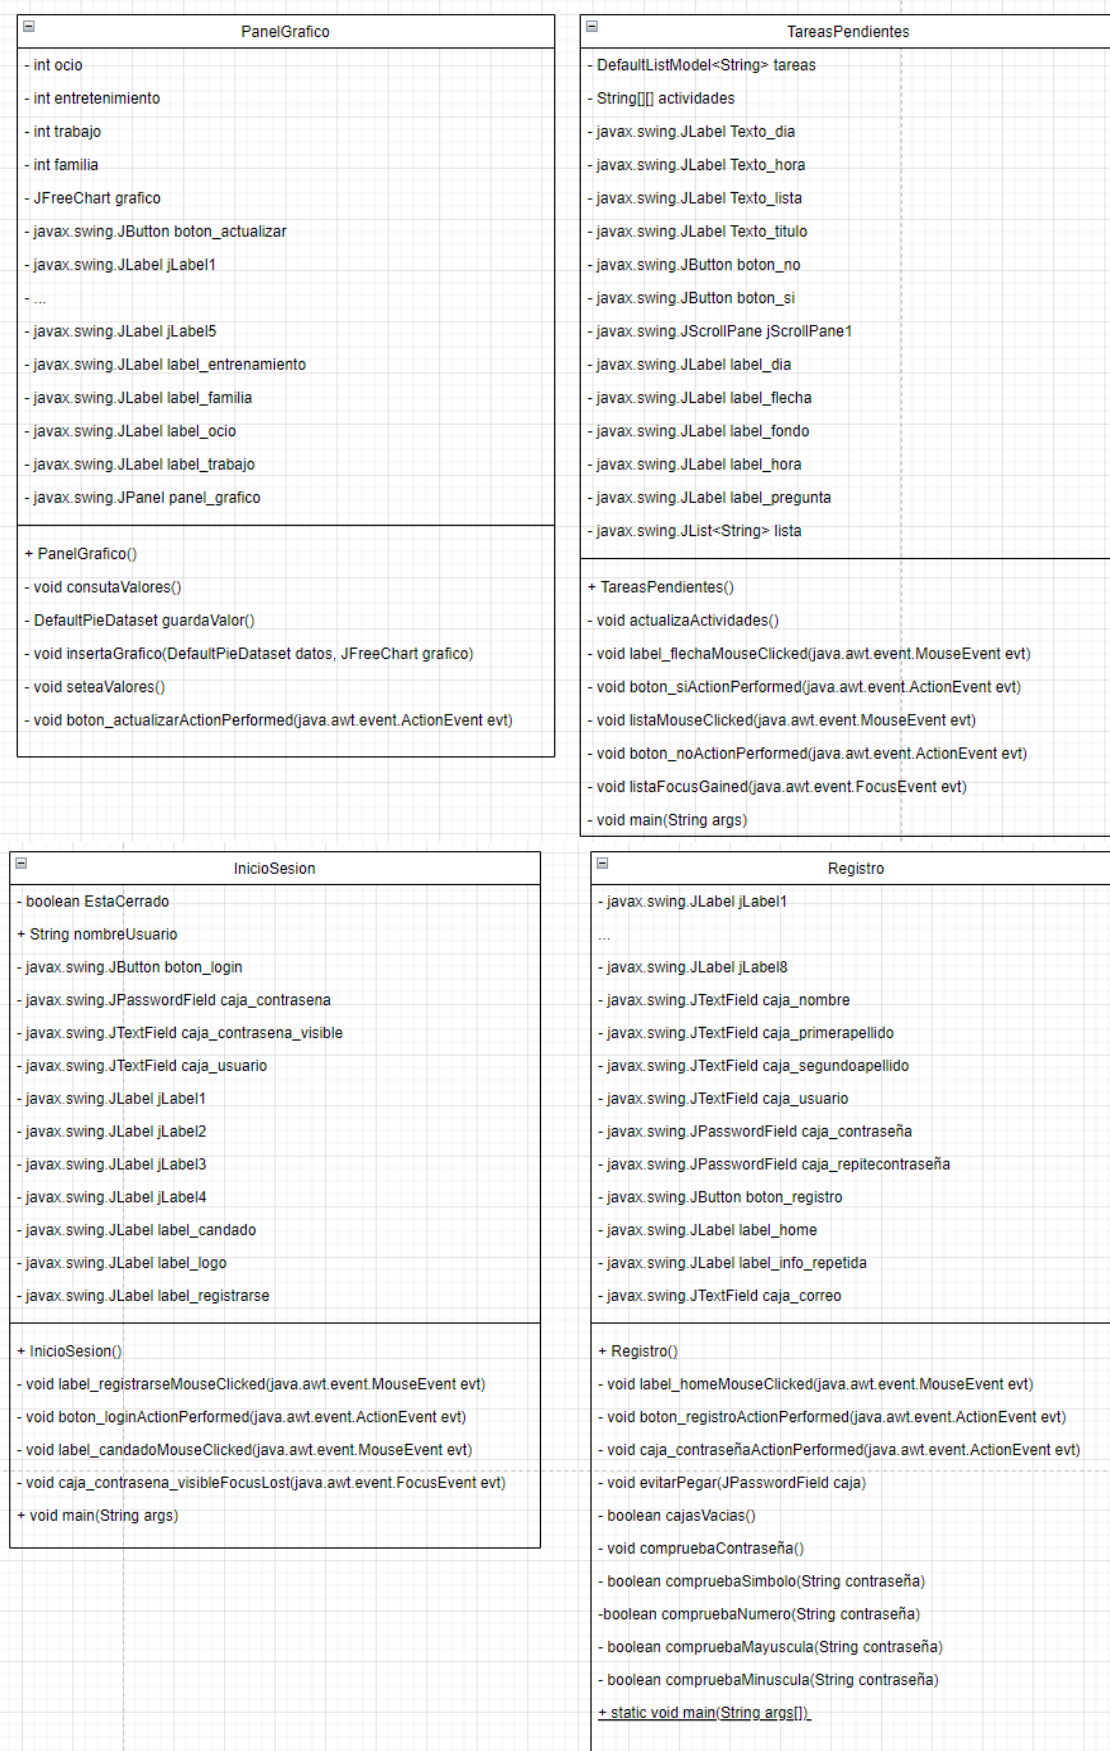 PanelGrafico
- int ocio
- int entretenimiento
- int trabajo
- int familia
- JFreeChart grafico
- javax.swing.JButton boton_actualizar
- javax.swing.JLabel jLabel1
- ...
- javax.swing.JLabel jLabel5
- javax.swing.JLabel label_entrenamiento
- javax.swing.JLabel label_familia
- javax.swing.JLabel label_ocio
- javax.swing.JLabel label_trabajo
- javax.swing.JPanel panel_grafico
+ PanelGrafico()
- void consutaValores()
- DefaultPieDataset guardaValor()
- void insertaGrafico(DefaultPieDataset datos, JFreeChart grafico)
- void seteaValores()
- void boton_actualizarActionPerformed(java.awt.event.ActionEvent evt)
TareasPendientes
- DefaultListModel<String> tareas
- String[][] actividades
- javax.swing.JLabel Texto_dia
- javax.swing.JLabel Texto_hora
- javax.swing.JLabel Texto_lista
- javax.swing.JLabel Texto_titulo
- javax.swing.JButton boton_no
- javax.swing.JButton boton_si
- javax.swing.JScrollPane jScrollPane1
- javax.swing.JLabel label_dia
- javax.swing.JLabel label_flecha
- javax.swing.JLabel label_fondo
- javax.swing.JLabel label_hora
- javax.swing.JLabel label_pregunta
- javax.swing.JList<String> lista
+ TareasPendientes()
- void actualizaActividades()
- void label_flechaMouseClicked(java.awt.event.MouseEvent evt)
- void boton_siActionPerformed(java.awt.event.ActionEvent evt)
- void listaMouseClicked(java.awt.event.MouseEvent evt)
- void boton_noActionPerformed(java.awt.event.ActionEvent evt)
- void listaFocusGained(java.awt.event.FocusEvent evt)
- void main(String args)
InicioSesion
- boolean EstaCerrado
+ String nombreUsuario
- javax.swing.JButton boton_login
- javax.swing.JPasswordField caja_contrasena
- javax.swing.JTextField caja_contrasena_visible
- javax.swing.JTextField caja_usuario
- javax.swing.JLabel jLabel1
- javax.swing.JLabel jLabel2
- javax.swing.JLabel jLabel3
- javax.swing.JLabel jLabel4
- javax.swing.JLabel label_candado
- javax.swing.JLabel label_logo
- javax.swing.JLabel label_registrarse
+ InicioSesion()
- void label_registrarseMouseClicked(java.awt.event.MouseEvent evt)
- void boton_loginActionPerformed(java.awt.event.ActionEvent evt)
- void label_candadoMouseClicked(java.awt.event.MouseEvent evt)
- void caja_contrasena_visibleFocusLost(java.awt.event.FocusEvent evt)
+ void main(String args)
Registro
- javax.swing.JLabel jLabel1
...
- javax.swing.JLabel jLabel8
- javax.swing.JTextField caja_nombre
- javax.swing.JTextField caja_primerapellido
- javax.swing.JTextField caja_segundoapellido
- javax.swing.JTextField caja_usuario
- javax.swing.JPasswordField caja_contraseña
- javax.swing.JPasswordField caja_repitecontraseña
- javax.swing.JButton boton_registro
- javax.swing.JLabel label_home
- javax.swing.JLabel label_info_repetida
- javax.swing.JTextField caja_correo
+ Registro()
- void label_homeMouseClicked(java.awt.event.MouseEvent evt)
- void boton_registroActionPerformed(java.awt.event.ActionEvent evt)
- void caja_contraseñaActionPerformed(java.awt.event.ActionEvent evt)
- void evitarPegar(JPasswordField caja)
- boolean cajasVacias()
- void compruebaContraseña()
- boolean compruebaSimbolo(String contraseña)
-boolean compruebaNumero(String contraseña)
- boolean compruebaMayuscula(String contraseña)
- boolean compruebaMinuscula(String contraseña)
+ static void main(String args[])